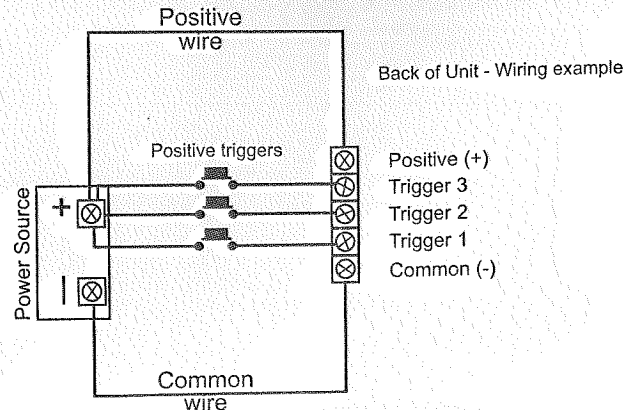 Positive
wire
Back of Unit - Wiring example
Positive triggers
Positive (+)
Trigger 3
Trigger 2
Trigger 1
Common (-)
Power Source
+
-
Common
wire